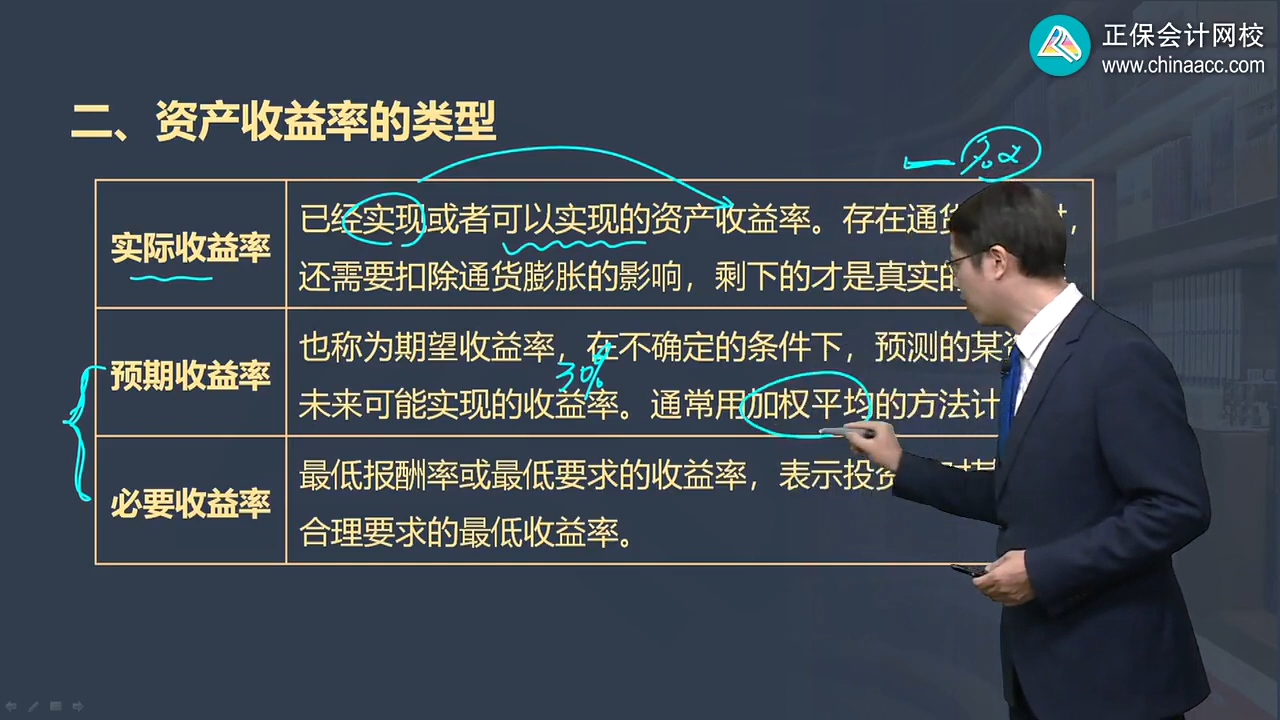 正保会计网校
www.chinaacc.com
二、资产收益率的类型
实际收益率
已经实现或者可以实现的资产收益率。存在通货
还需要扣除通货膨胀的影响，剩下的才是真实的
预期收益率
也称为期望收益率，在不确定的条件下，预测的某
未来可能实现的收益率。通常用加权平均的方法计
30%
必要收益率
最低报酬率或最低要求的收益率，表示投资
合理要求的最低收益率。